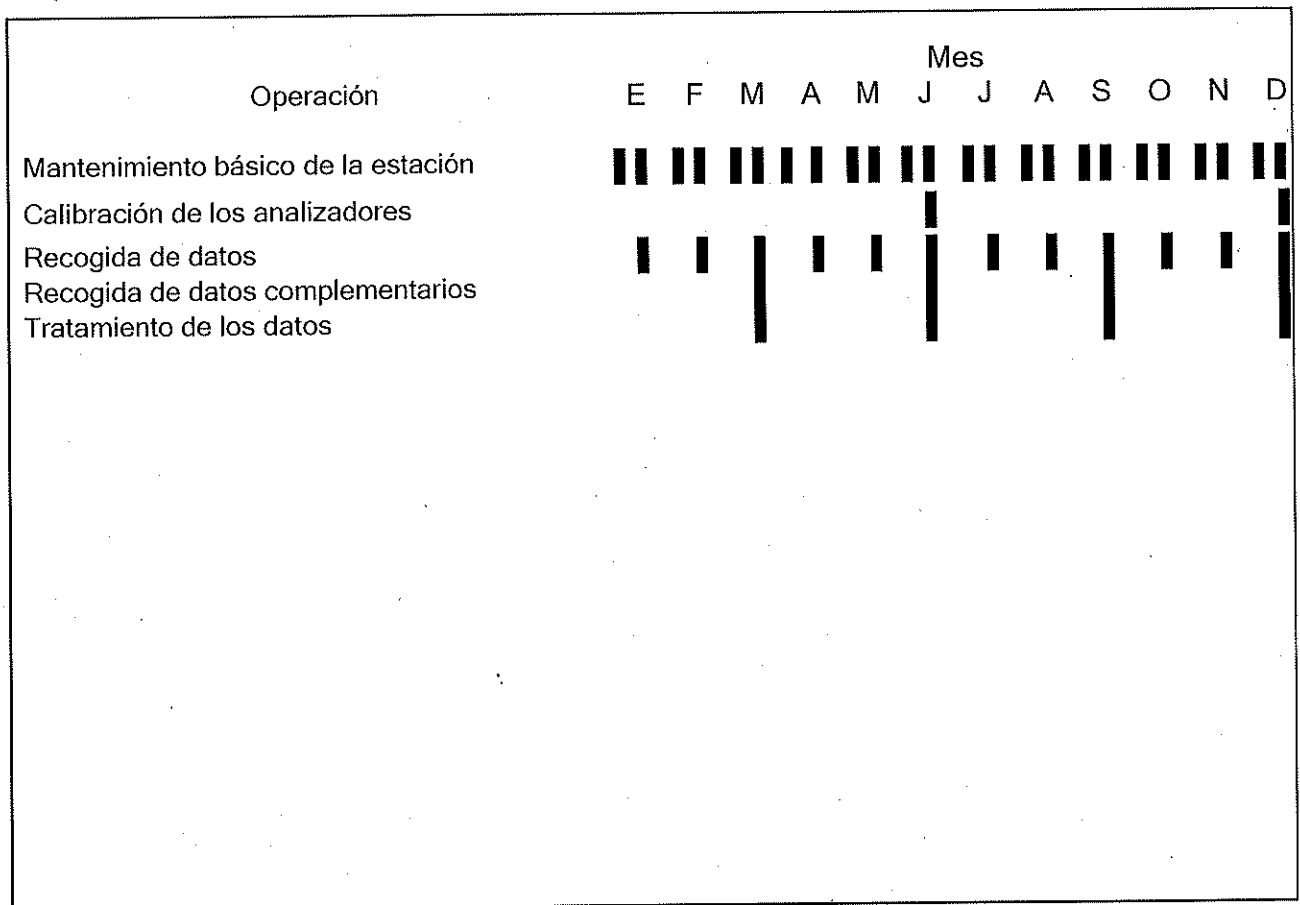 Mes
Operación E F M A M J J A S O N D
Mantenimiento básico de la estación
Calibración de los analizadores
Recogida de datos
Recogida de datos complementarios
Tratamiento de los datos